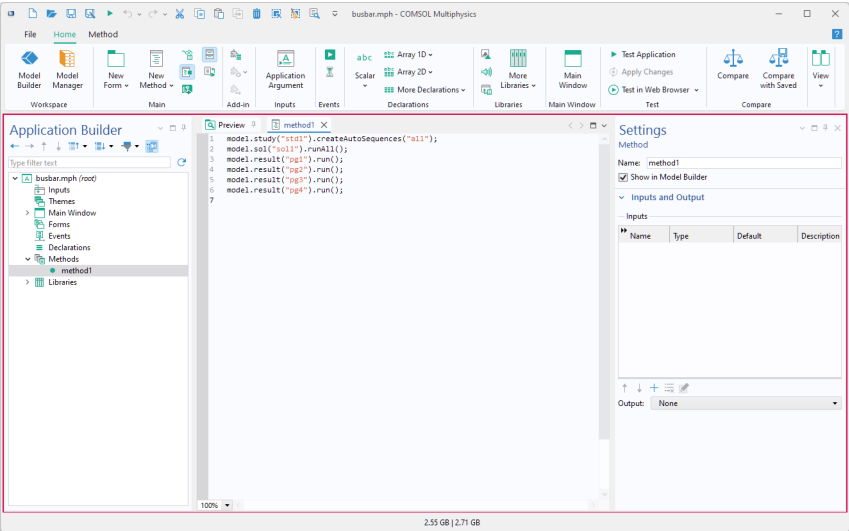 busbar.mph - COMSOL Multiphysics
File Home Method
?
Model Builder
Model Manager
Workspace
New Form
New Method
Main
Add-in
A
Application Argument
Inputs
Events
abc Scalar
abc Array 1D
abc Array 2D
More Declarations
Declarations
More Libraries
Libraries
Main Window
Main Window
Test Application
Apply Changes
Test in Web Browser
Test
Compare
Compare with Saved
Compare
View
Application Builder
Type filter text
A busbar.mph (root)
Inputs
Themes
Main Window
Forms
Events
Declarations
Methods
method1
Libraries
Preview method1
1 model.study("std1").createAutoSequences("all");
2 model.sol("sol1").runAll();
3 model.result("pg1").run();
4 model.result("pg2").run();
5 model.result("pg3").run();
6 model.result("pg4").run();
7
100%
Settings
Method
Name: method1
Show in Model Builder
Inputs and Output
Inputs
Name Type Default Description
Output: None
2.55 GB | 2.71 GB